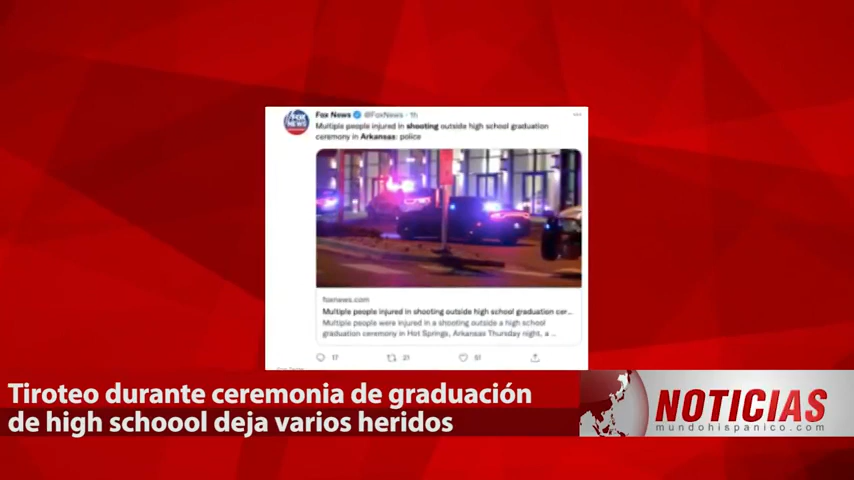 Fox News @FoxNews · 1h
Multiple people injured in shooting outside high school graduation
ceremony in Arkansas: police
foxnews.com
Multiple people injured in shooting outside high school graduation cer...
Multiple people were injured in a shooting outside a high school
graduation ceremony in Hot Springs, Arkansas Thursday night, a ...
17 21 51
Tiroteo durante ceremonia de graduación
de high schoool deja varios heridos
NOTICIAS
mundohispanico.com